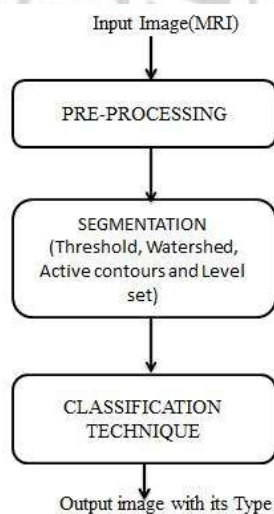 Input Image(MRI)
PRE-PROCESSING
SEGMENTATION
(Threshold, Watershed,
Active contours and Level
set)
CLASSIFICATION
TECHNIQUE
Output image with its Type